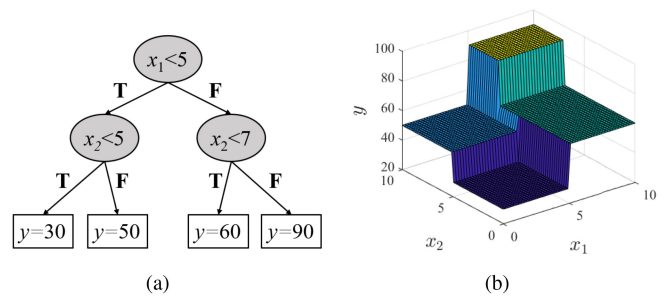 x₁<5
T F
x₂<5 x₂<7
T F T F
y=30 y=50 y=60 y=90
(a)
100
80
60
40
20
y
10
5
0
x₂
0
5
10
x₁
(b)